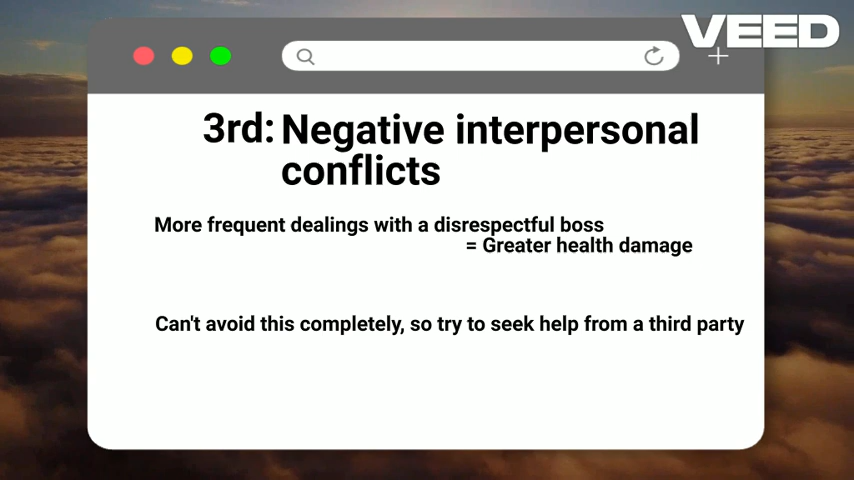 VEED
3rd: Negative interpersonal
conflicts
More frequent dealings with a disrespectful boss
= Greater health damage
Can't avoid this completely, so try to seek help from a third party